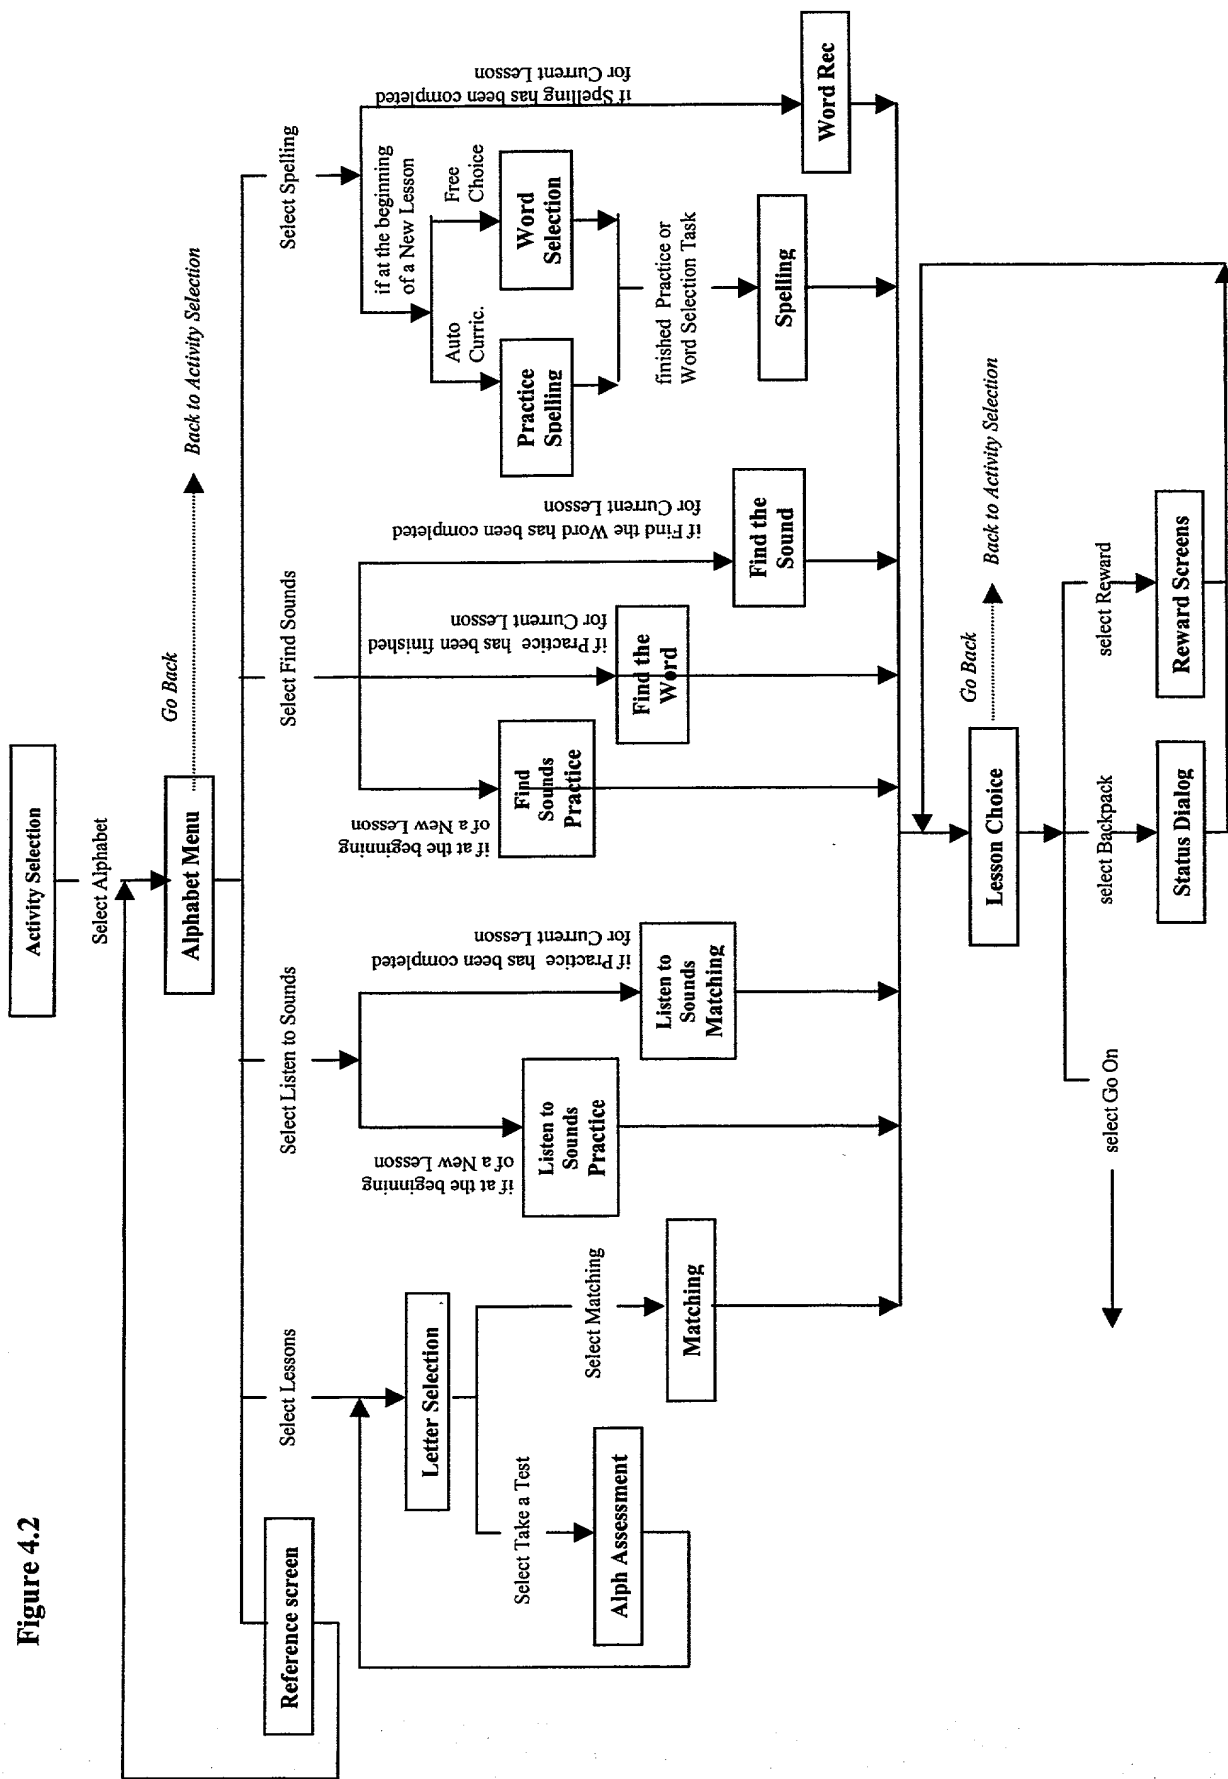 Figure 4.2
Activity Selection
Select Alphabet
Alphabet Menu
Go Back
Back to Activity Selection
Reference screen
Select Lessons
Select Listen to Sounds
Select Find Sounds
Select Spelling
Letter Selection
Select Take a Test
Select Matching
Alph Assessment
Matching
if at the beginning
of a New Lesson
Listen to
Sounds
Practice
if Practice has been completed
for Current Lesson
Listen to
Sounds
Matching
if at the beginning
of a New Lesson
Find
Sounds
Practice
if Practice has been finished
for Current Lesson
Find the
Word
if Find the Word has been completed
for Current Lesson
Find the
Sound
if at the beginning
of a New Lesson
Auto
Curric.
Free
Choice
Practice
Spelling
Word
Selection
finished Practice or
Word Selection Task
Spelling
if Spelling has been completed
for Current Lesson
Word Rec
Lesson Choice
Go Back
Back to Activity Selection
select Go On
select Backpack
select Reward
Status Dialog
Reward Screens